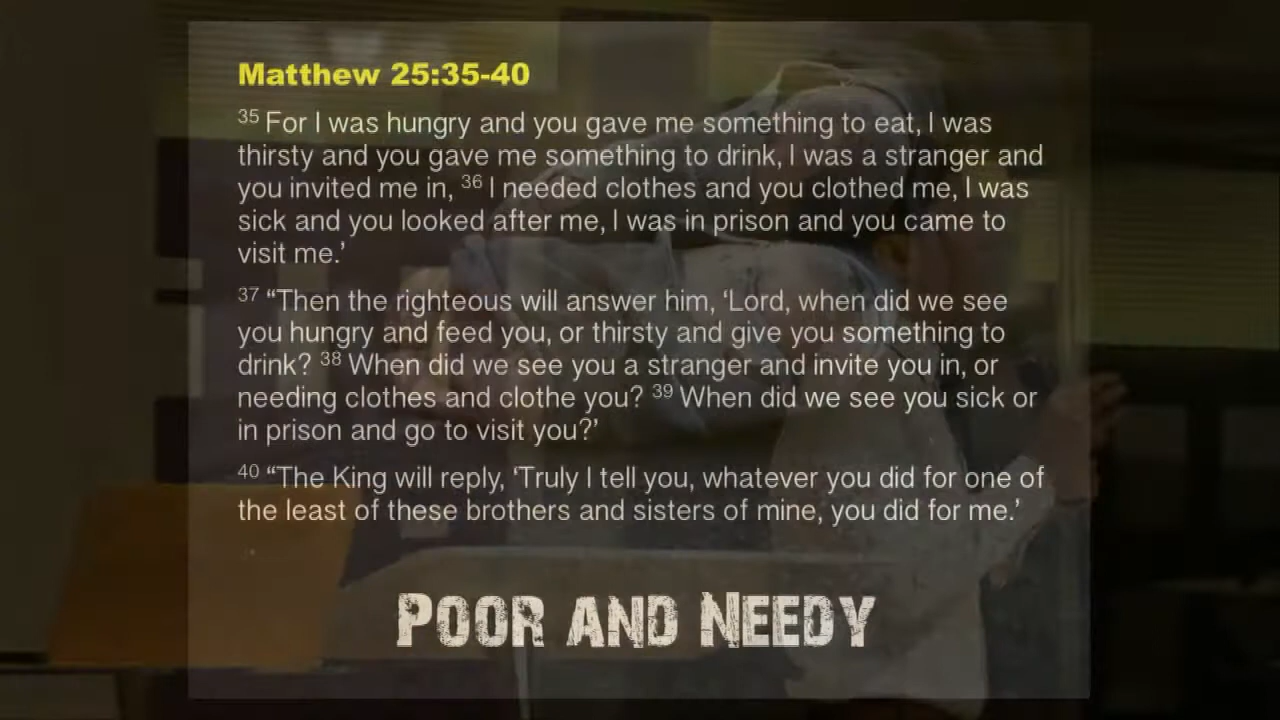 Matthew 25:35-40
35 For I was hungry and you gave me something to eat, I was
thirsty and you gave me something to drink, I was a stranger and
you invited me in, 36 I needed clothes and you clothed me, I was
sick and you looked after me, I was in prison and you came to
visit me.’
37 “Then the righteous will answer him, ‘Lord, when did we see
you hungry and feed you, or thirsty and give you something to
drink? 38 When did we see you a stranger and invite you in, or
needing clothes and clothe you? 39 When did we see you sick or
in prison and go to visit you?’
40 “The King will reply, ‘Truly I tell you, whatever you did for one of
the least of these brothers and sisters of mine, you did for me.’
POOR AND NEEDY